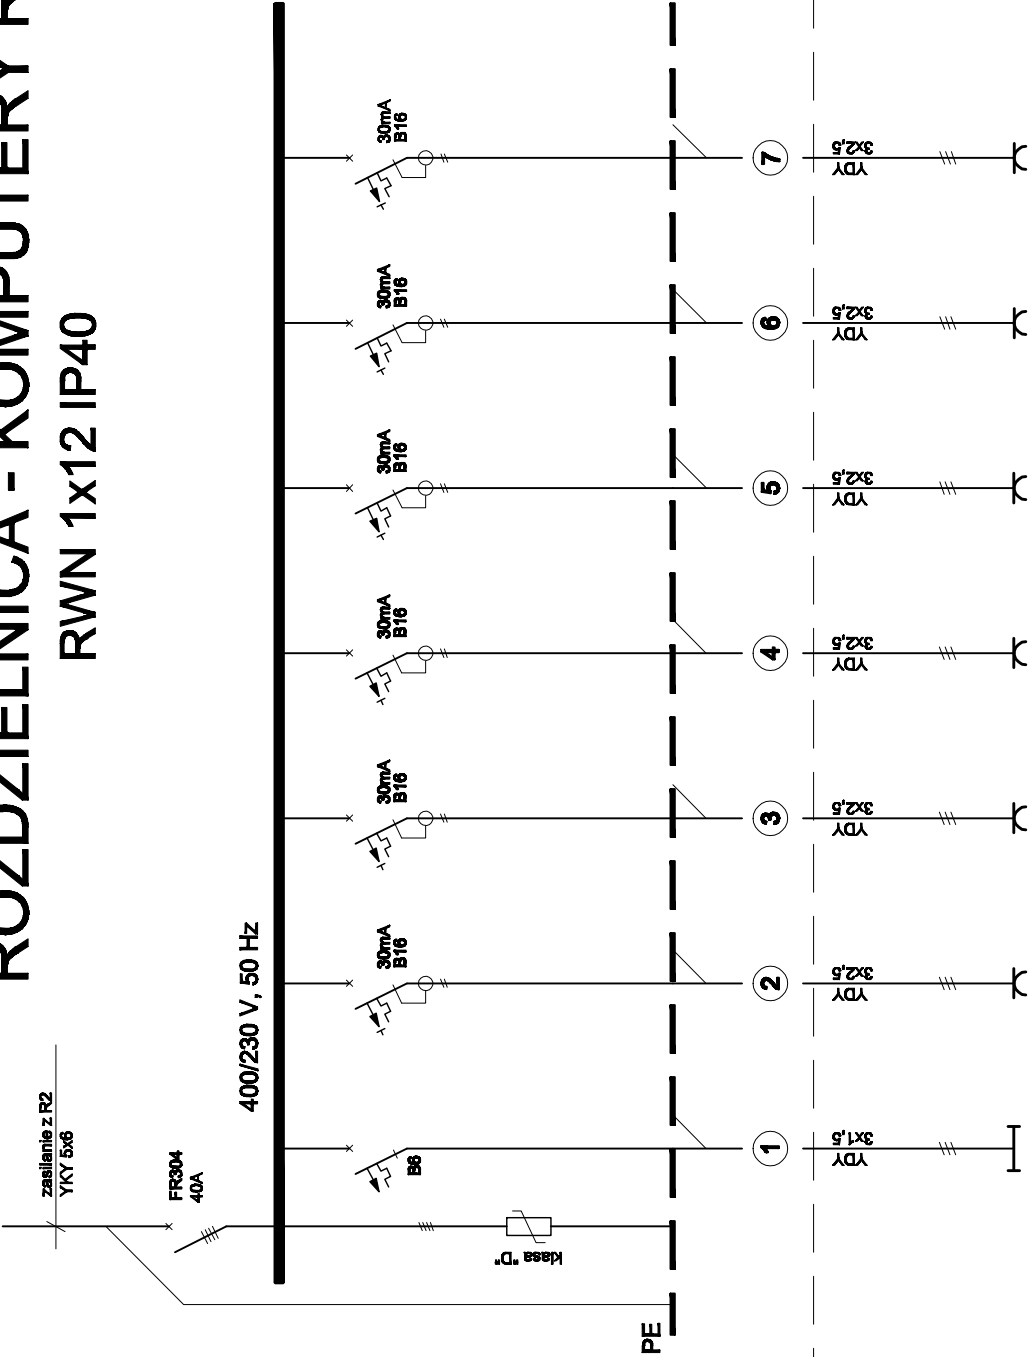 ROZDZIELNICA - KOMPUTERY
RWN 1x12 IP40
zasilanie z R2
YKY 5x6
FR304
40A
400/230 V, 50 Hz
klasa "D"
PE
B6
1
YDY
3x1,5
30mA
B16
2
YDY
3x2,5
30mA
B16
3
YDY
3x2,5
30mA
B16
4
YDY
3x2,5
30mA
B16
5
YDY
3x2,5
30mA
B16
6
YDY
3x2,5
30mA
B16
7
YDY
3x2,5